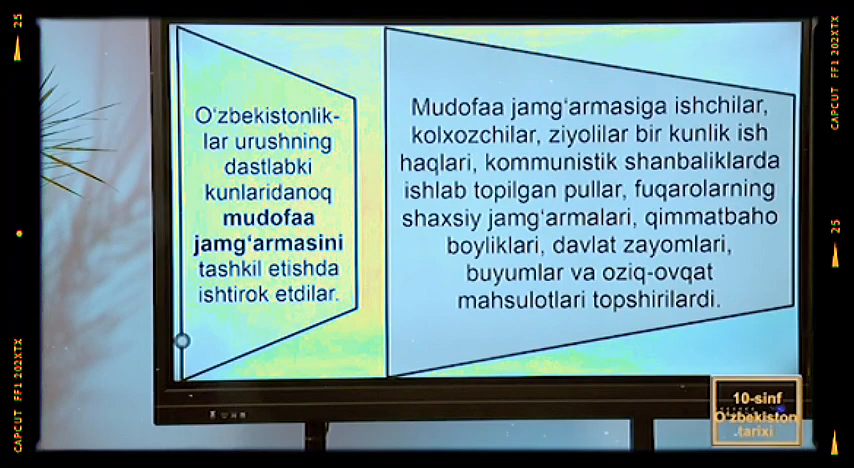 O‘zbekistonlik-
lar urushning
dastlabki
kunlaridanoq
mudofaa
jamg‘armasini
tashkil etishda
ishtirok etdilar.
Mudofaa jamg‘armasiga ishchilar,
kolxozchilar, ziyolilar bir kunlik ish
haqlari, kommunistik shanbaliklarda
ishlab topilgan pullar, fuqarolarning
shaxsiy jamg‘armalari, qimmatbaho
boyliklari, davlat zayomlari,
buyumlar va oziq-ovqat
mahsulotlari topshirilardi.
10-sinf
O‘zbekiston
tarixi
25
CAPCUT FF1 202XTX
CAPCUT FF1 202XTX
25